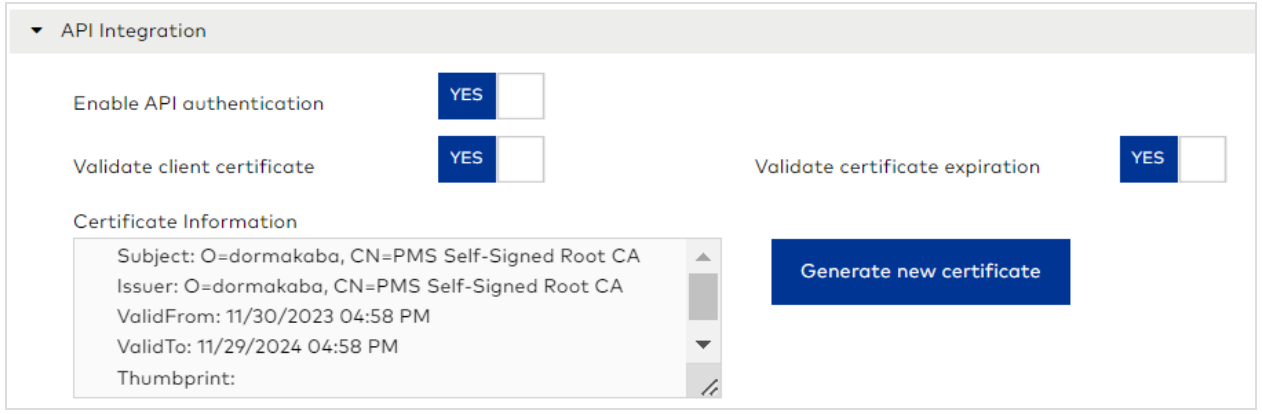 API Integration
Enable API authentication YES
Validate client certificate YES Validate certificate expiration YES
Certificate Information
Subject: O=dormakaba, CN=PMS Self-Signed Root CA
Issuer: O=dormakaba, CN=PMS Self-Signed Root CA
ValidFrom: 11/30/2023 04:58 PM
ValidTo: 11/29/2024 04:58 PM
Thumbprint:
Generate new certificate